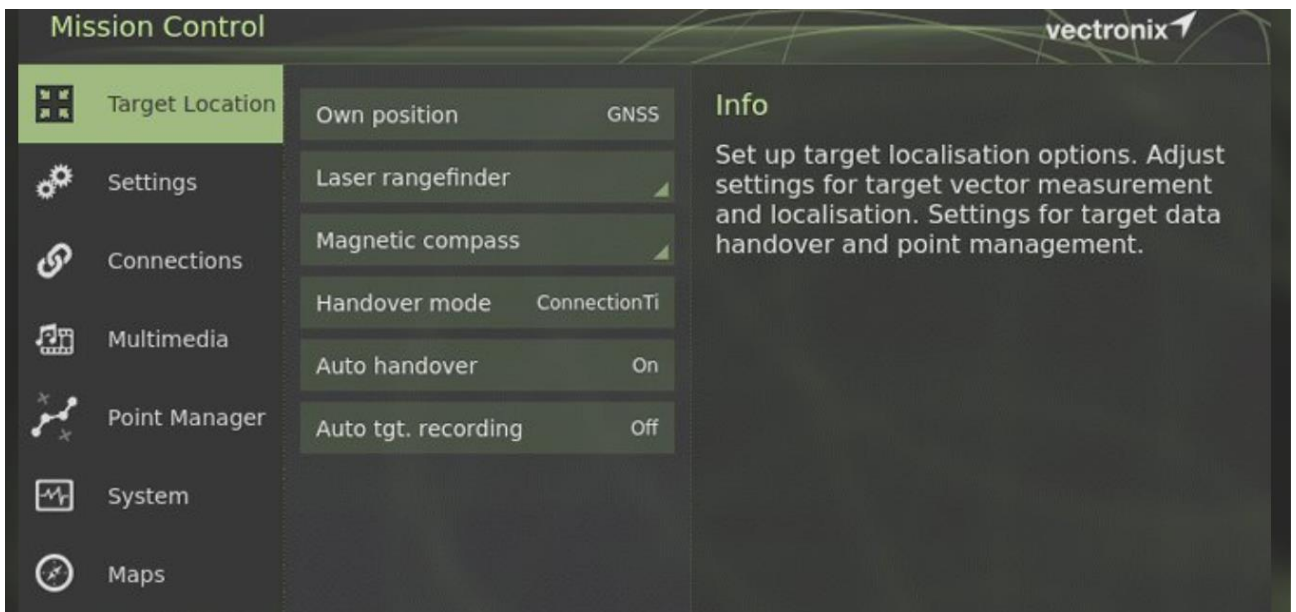 Mission Control
vectronix
Target Location
Settings
Connections
Multimedia
Point Manager
System
Maps
Own position GNSS
Laser rangefinder
Magnetic compass
Handover mode ConnectionTi
Auto handover On
Auto tgt. recording Off
Info
Set up target localisation options. Adjust
settings for target vector measurement
and localisation. Settings for target data
handover and point management.